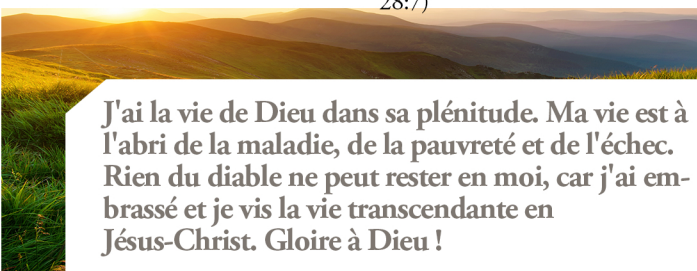 28:7)
J'ai la vie de Dieu dans sa plénitude. Ma vie est à
l'abri de la maladie, de la pauvreté et de l'échec.
Rien du diable ne peut rester en moi, car j'ai em-
brassé et je vis la vie transcendante en
Jésus-Christ. Gloire à Dieu !